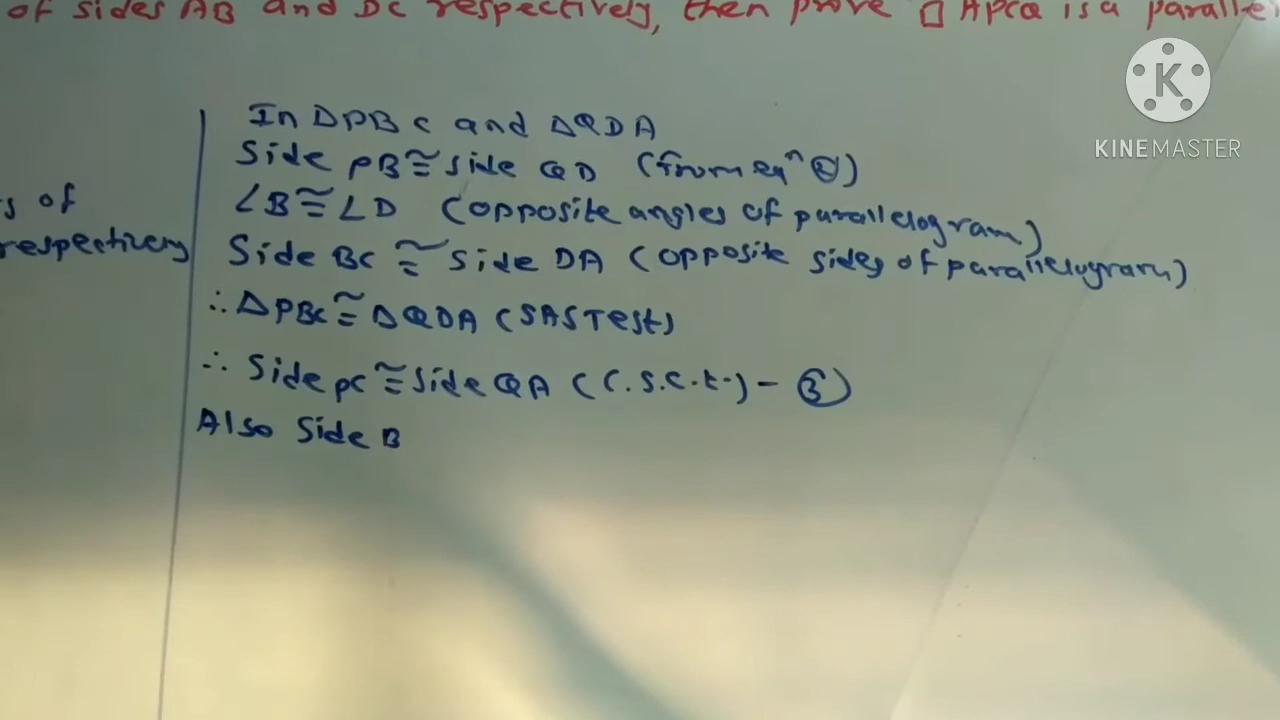 of sides AB and DC respectively, then prove □ APCQ is a parallel
KINEMASTER
s of
respectively
In ΔPBC and ΔQDA
Side PB ≅ side QD (from eqⁿ ②)
∠B ≅ ∠D (opposite angles of parallelogram)
Side BC ≅ side DA (opposite sides of parallelogram)
∴ ΔPBC ≅ ΔQDA (SAS Test)
∴ Side PC ≅ side QA (C.S.C.t.) - ③
Also Side B